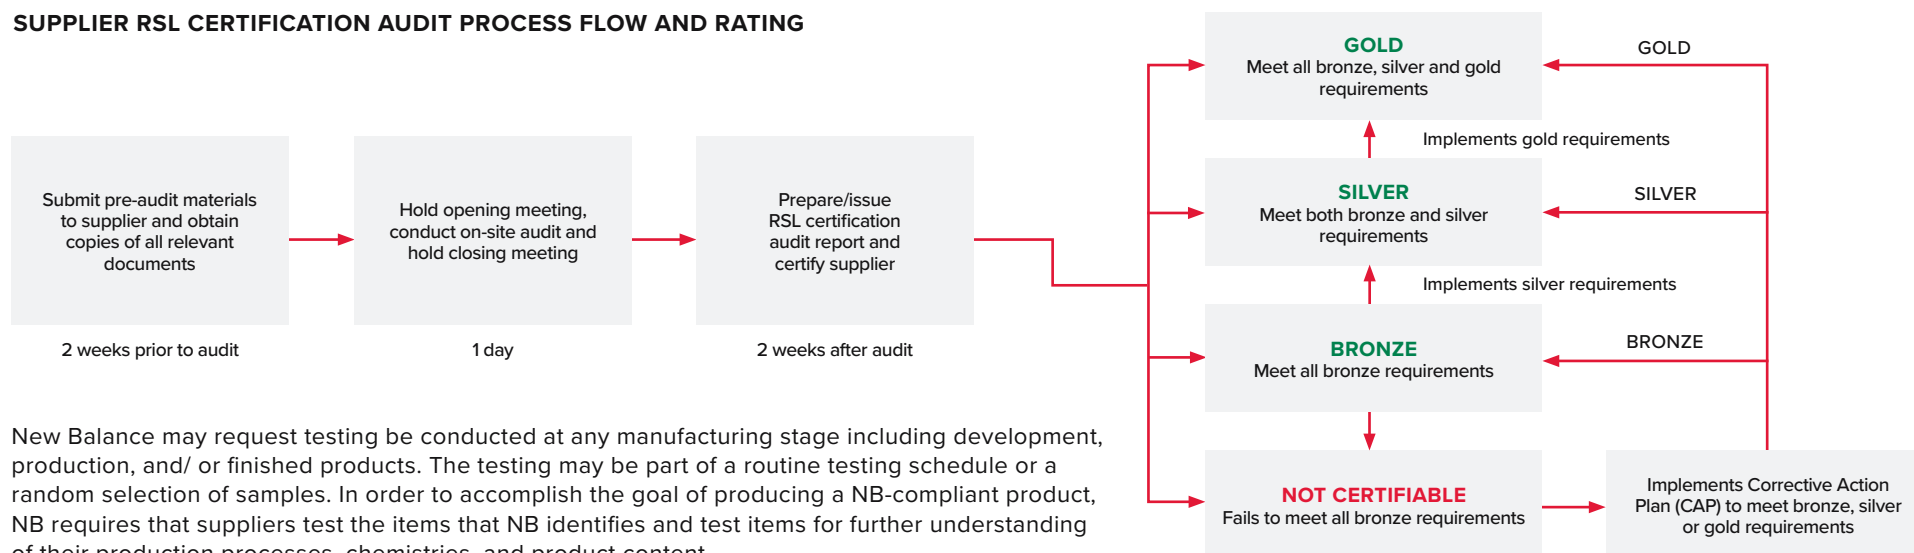 SUPPLIER RSL CERTIFICATION AUDIT PROCESS FLOW AND RATING
Submit pre-audit materials
to supplier and obtain
copies of all relevant
documents
2 weeks prior to audit
Hold opening meeting,
conduct on-site audit and
hold closing meeting
1 day
Prepare/issue
RSL certification
audit report and
certify supplier
2 weeks after audit
GOLD
Meet all bronze, silver and gold
requirements
GOLD
Implements gold requirements
SILVER
Meet both bronze and silver
requirements
SILVER
Implements silver requirements
BRONZE
Meet all bronze requirements
BRONZE
NOT CERTIFIABLE
Fails to meet all bronze requirements
Implements Corrective Action
Plan (CAP) to meet bronze, silver
or gold requirements
New Balance may request testing be conducted at any manufacturing stage including development,
production, and/ or finished products. The testing may be part of a routine testing schedule or a
random selection of samples. In order to accomplish the goal of producing a NB-compliant product,
NB requires that suppliers test the items that NB identifies and test items for further understanding
of their production processes, chemistries, and product content.